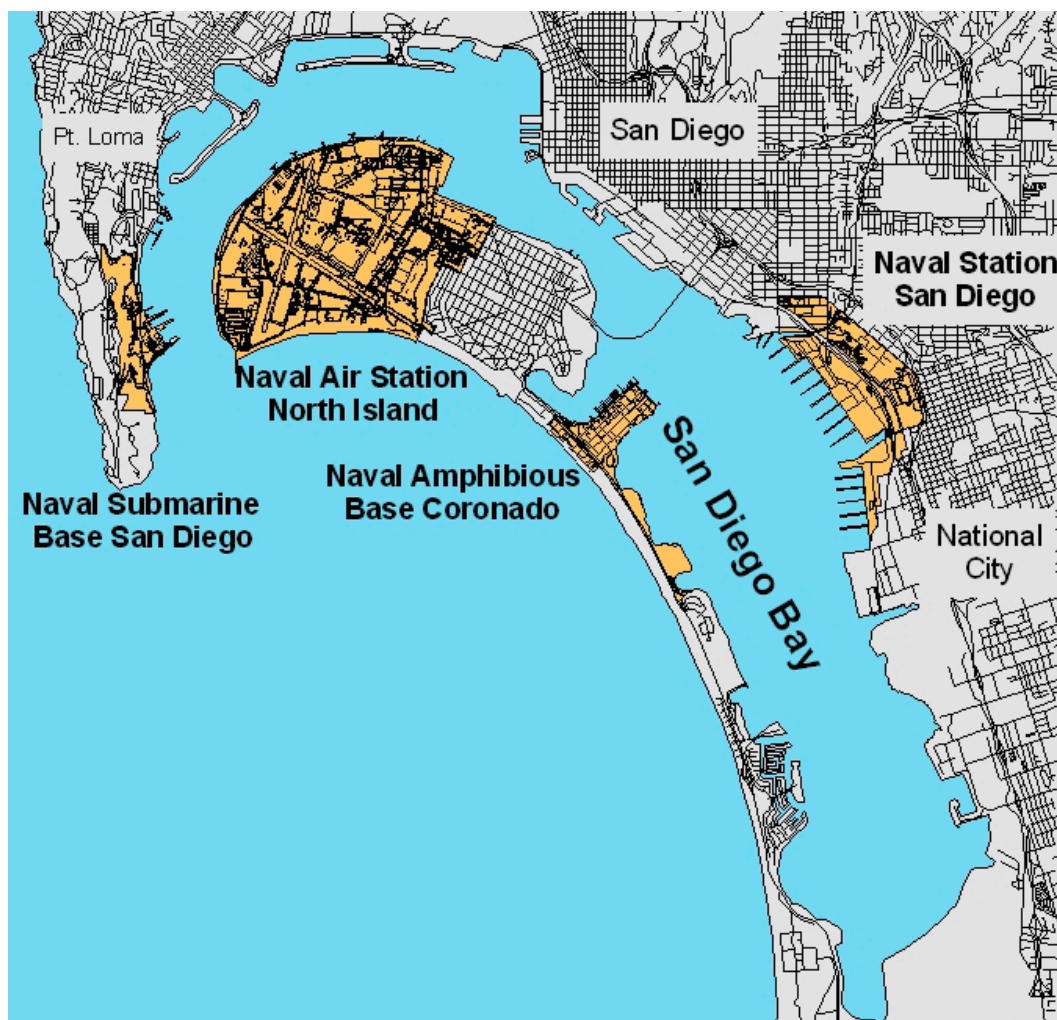 Pt. Loma
San Diego
Naval Station
San Diego
Naval Air Station
North Island
Naval Amphibious
Base Coronado
Naval Submarine
Base San Diego
San Diego Bay
National
City